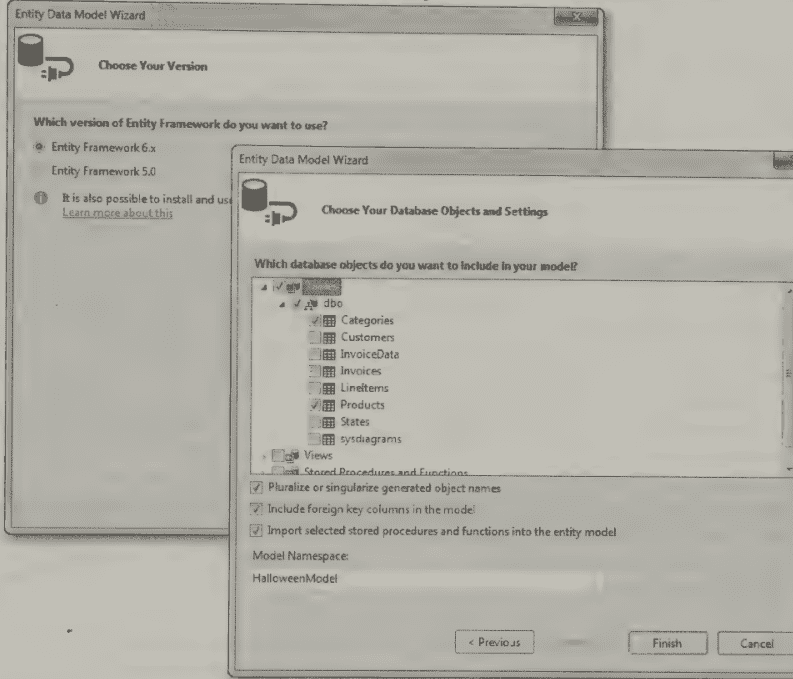 Entity Data Model Wizard
Choose Your Version
Which version of Entity Framework do you want to use?
Entity Framework 6.x
Entity Framework 5.0
It is also possible to install and use
Learn more about this
Entity Data Model Wizard
Choose Your Database Objects and Settings
Which database objects do you want to include in your model?
dbo
Categories
Customers
InvoiceData
Invoices
LineItems
Products
States
sysdiagrams
Views
Stored Procedures and Functions
Pluralize or singularize generated object names
Include foreign key columns in the model
Import selected stored procedures and functions into the entity model
Model Namespace:
HalloweenModel
< Previous
Finish
Cancel